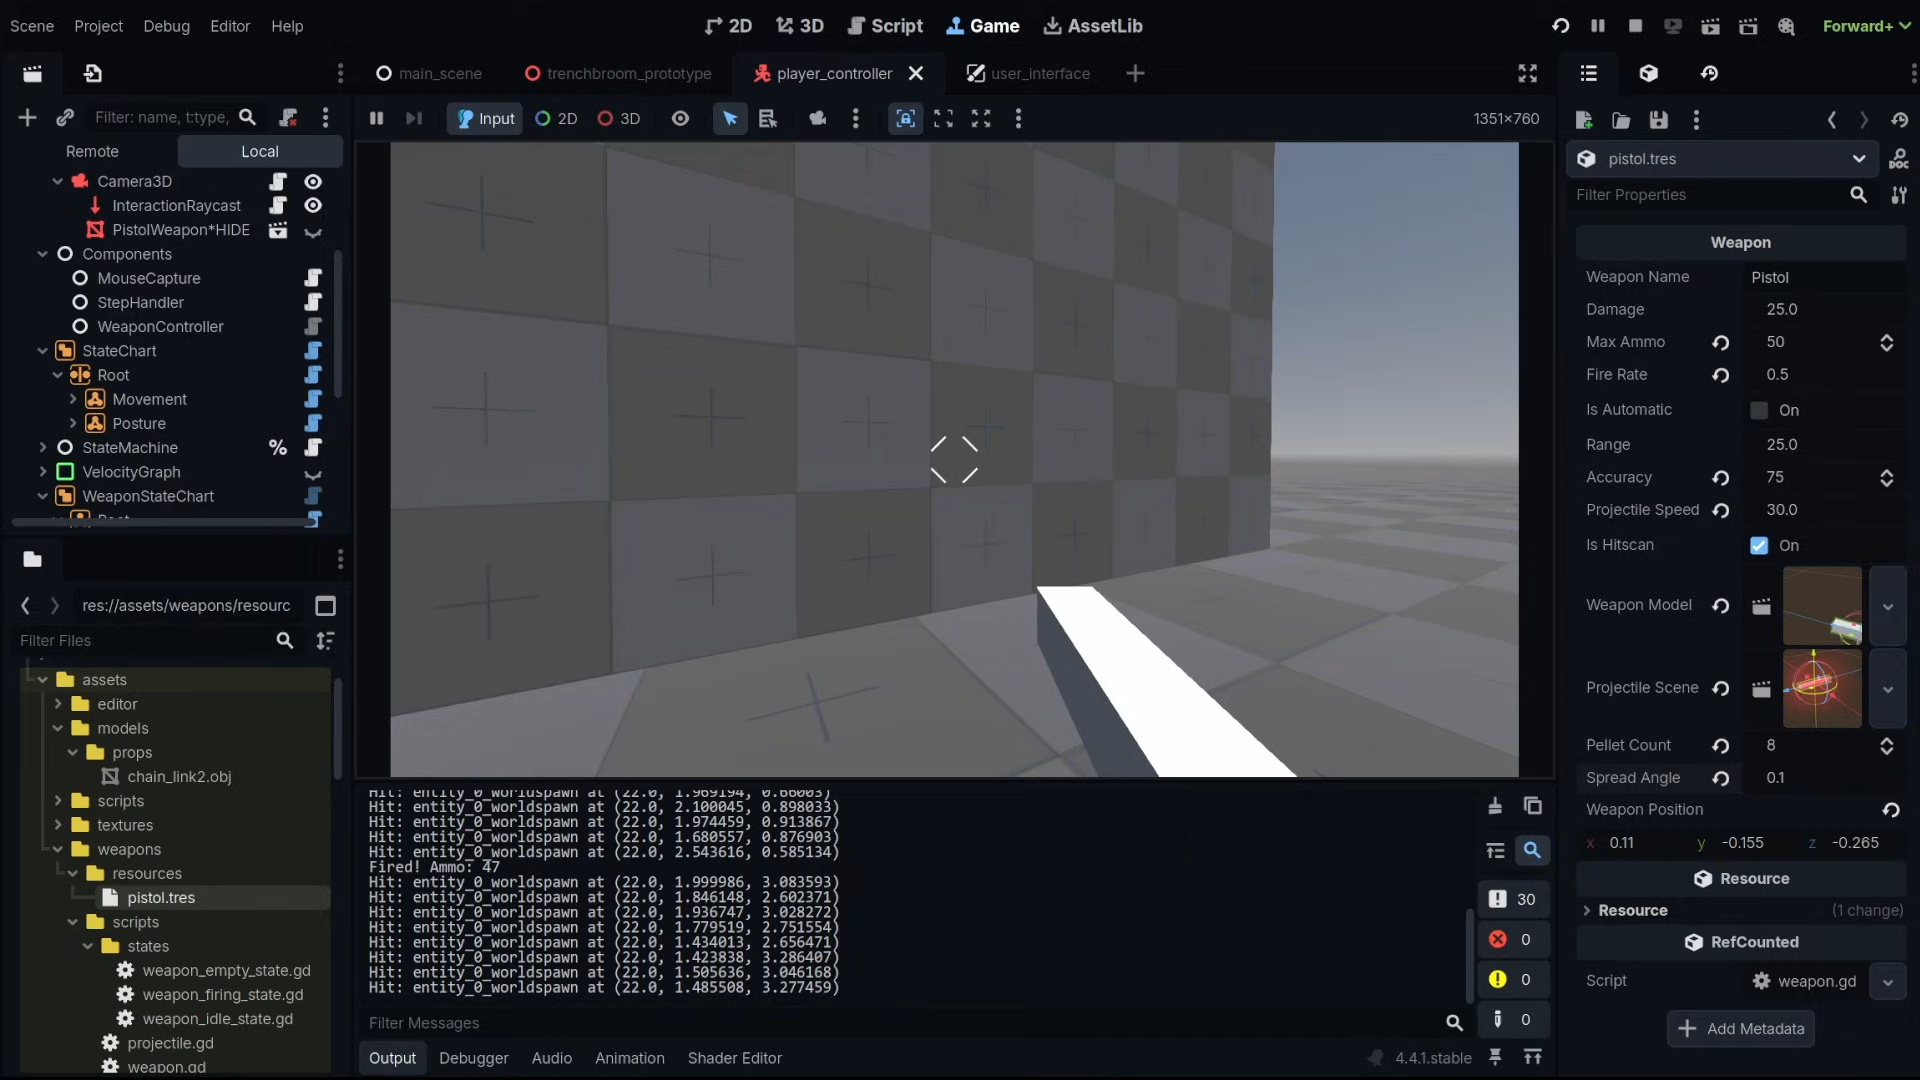 Scene Project Debug Editor Help
2D 3D Script Game AssetLib
Forward+
main_scene trenchbroom_prototype player_controller user_interface
Filter: name, t:type,
Input 2D 3D
1351×760
Remote Local
Camera3D
InteractionRaycast
PistolWeapon*HIDE
Components
MouseCapture
StepHandler
WeaponController
StateChart
Root
Movement
Posture
StateMachine %
VelocityGraph
WeaponStateChart
res://assets/weapons/resourc
Filter Files
assets
editor
models
props
chain_link2.obj
scripts
textures
weapons
resources
pistol.tres
scripts
states
weapon_empty_state.gd
weapon_firing_state.gd
weapon_idle_state.gd
projectile.gd
weapon.gd
Hit: entity_0_worldspawn at (22.0, 1.969194, 0.66003)
Hit: entity_0_worldspawn at (22.0, 2.100045, 0.898033)
Hit: entity_0_worldspawn at (22.0, 1.974459, 0.913867)
Hit: entity_0_worldspawn at (22.0, 1.680557, 0.876903)
Hit: entity_0_worldspawn at (22.0, 2.543616, 0.585134)
Fired! Ammo: 47
Hit: entity_0_worldspawn at (22.0, 1.999986, 3.083593)
Hit: entity_0_worldspawn at (22.0, 1.846148, 2.602371)
Hit: entity_0_worldspawn at (22.0, 1.936747, 3.028272)
Hit: entity_0_worldspawn at (22.0, 1.779519, 2.751554)
Hit: entity_0_worldspawn at (22.0, 1.434013, 2.656471)
Hit: entity_0_worldspawn at (22.0, 1.423838, 3.286407)
Hit: entity_0_worldspawn at (22.0, 1.505636, 3.046168)
Hit: entity_0_worldspawn at (22.0, 1.485508, 3.277459)
30
0
0
0
Filter Messages
Output Debugger Audio Animation Shader Editor
4.4.1.stable
pistol.tres
DOC
Filter Properties
Weapon
Weapon Name Pistol
Damage 25.0
Max Ammo 50
Fire Rate 0.5
Is Automatic On
Range 25.0
Accuracy 75
Projectile Speed 30.0
Is Hitscan On
Weapon Model
Projectile Scene
Pellet Count 8
Spread Angle 0.1
Weapon Position
x 0.11 y -0.155 z -0.265
Resource
Resource (1 change)
RefCounted
Script weapon.gd
Add Metadata